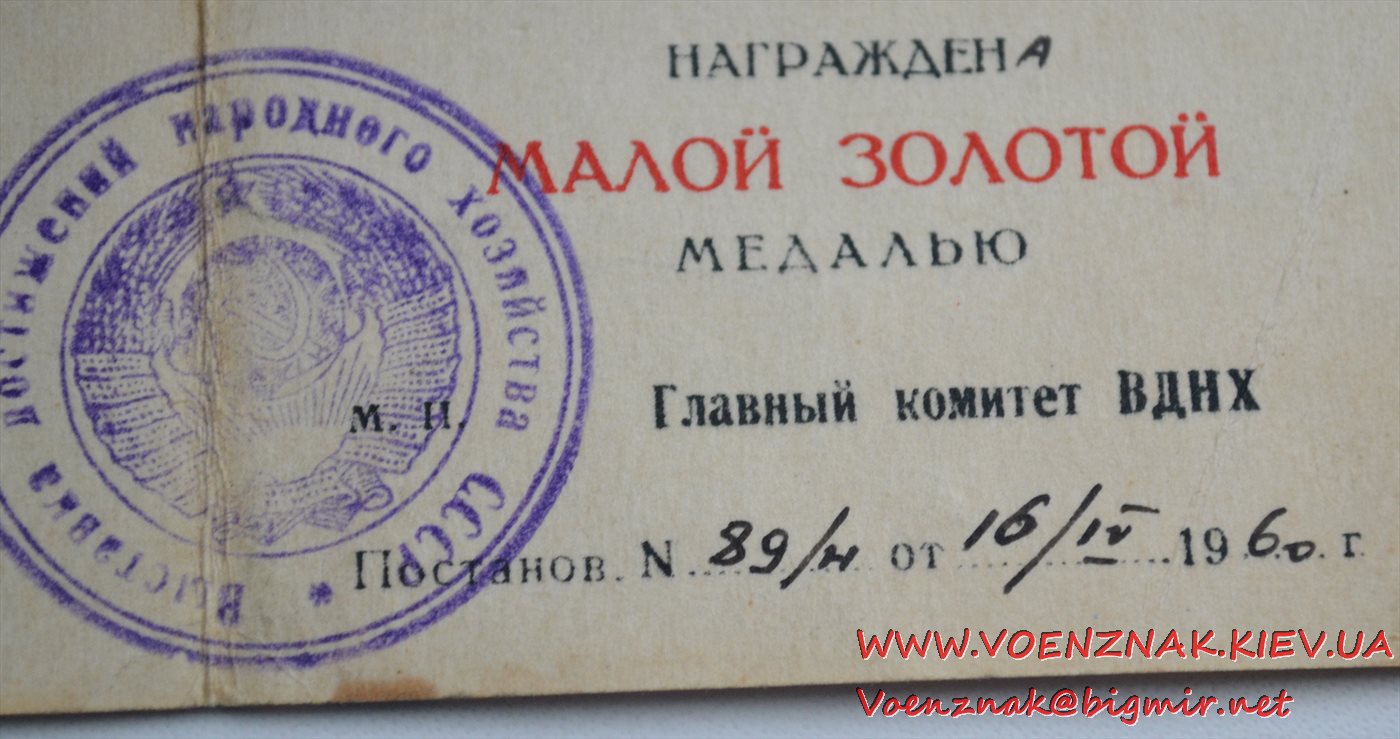 НАГРАЖДЕНА
МАЛОЙ ЗОЛОТОЙ
МЕДАЛЬЮ
Выставка достижений народного хозяйства СССР *
М. П.
Главный комитет ВДНХ
Постанов. N 89/н от 16/IV 1960 г.
WWW.VOENZNAK.KIEV.UA
Voenznak@bigmir.net